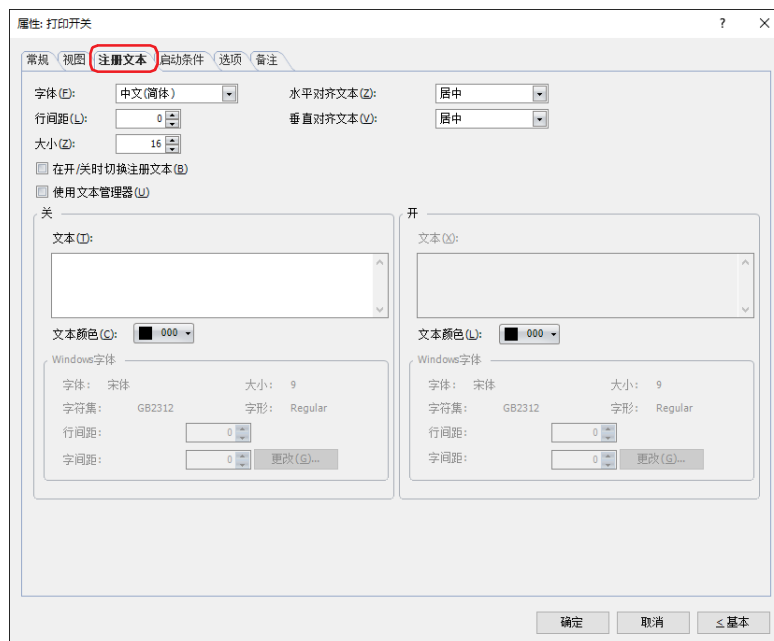 属性: 打印开关 ?
常规 视图 注册文本 启动条件 选项 备注
字体(F): 中文(简体) 水平对齐文本(Z): 居中
行间距(L): 0 垂直对齐文本(V): 居中
大小(Z): 16
在开/关时切换注册文本(B)
使用文本管理器(U)
关 开
文本(T): 文本(X):
文本颜色(C): 000 文本颜色(L): 000
Windows字体 Windows字体
字体: 宋体 大小: 9 字体: 宋体 大小: 9
字符集: GB2312 字形: Regular 字符集: GB2312 字形: Regular
行间距: 0 行间距: 0
字间距: 0 更改(G)... 字间距: 0 更改(G)...
确定 取消 <基本